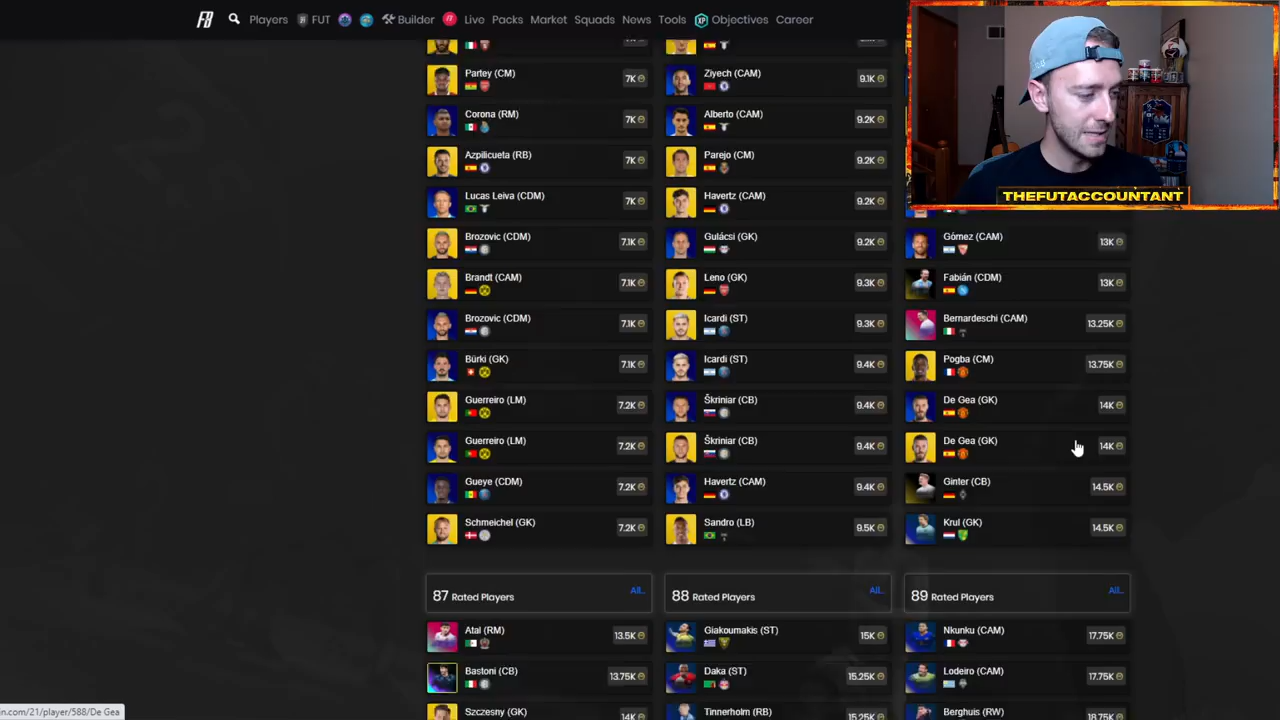 Players FUT Builder Live Packs Market Squads News Tools Objectives Career
THEFUTACCOUNTANT
Partey (CM) 7K
Corona (RM) 7K
Azpilicueta (RB) 7K
Lucas Leiva (CDM) 7K
Brozovic (CDM) 7.1K
Brandt (CAM) 7.1K
Brozovic (CDM) 7.1K
Bürki (GK) 7.1K
Guerreiro (LM) 7.2K
Guerreiro (LM) 7.2K
Gueye (CDM) 7.2K
Schmeichel (GK) 7.2K
Ziyech (CAM) 9.1K
Alberto (CAM) 9.2K
Parejo (CM) 9.2K
Havertz (CAM) 9.2K
Gulácsi (GK) 9.2K
Leno (GK) 9.3K
Icardi (ST) 9.3K
Icardi (ST) 9.4K
Škriniar (CB) 9.4K
Škriniar (CB) 9.4K
Havertz (CAM) 9.4K
Sandro (LB) 9.5K
Gómez (CAM) 13K
Fabián (CDM) 13K
Bernardeschi (CAM) 13.25K
Pogba (CM) 13.75K
De Gea (GK) 14K
De Gea (GK) 14K
Ginter (CB) 14.5K
Krul (GK) 14.5K
87 Rated Players All..
Atal (RM) 13.5K
Bastoni (CB) 13.75K
Szczesny (GK) 14K
88 Rated Players All..
Giakoumakis (ST) 15K
Daka (ST) 15.25K
Tinnerholm (RB) 15.25K
89 Rated Players All..
Nkunku (CAM) 17.75K
Lodeiro (CAM) 17.75K
Berghuis (RW) 18.75K
in.com/21/player/588/De Gea